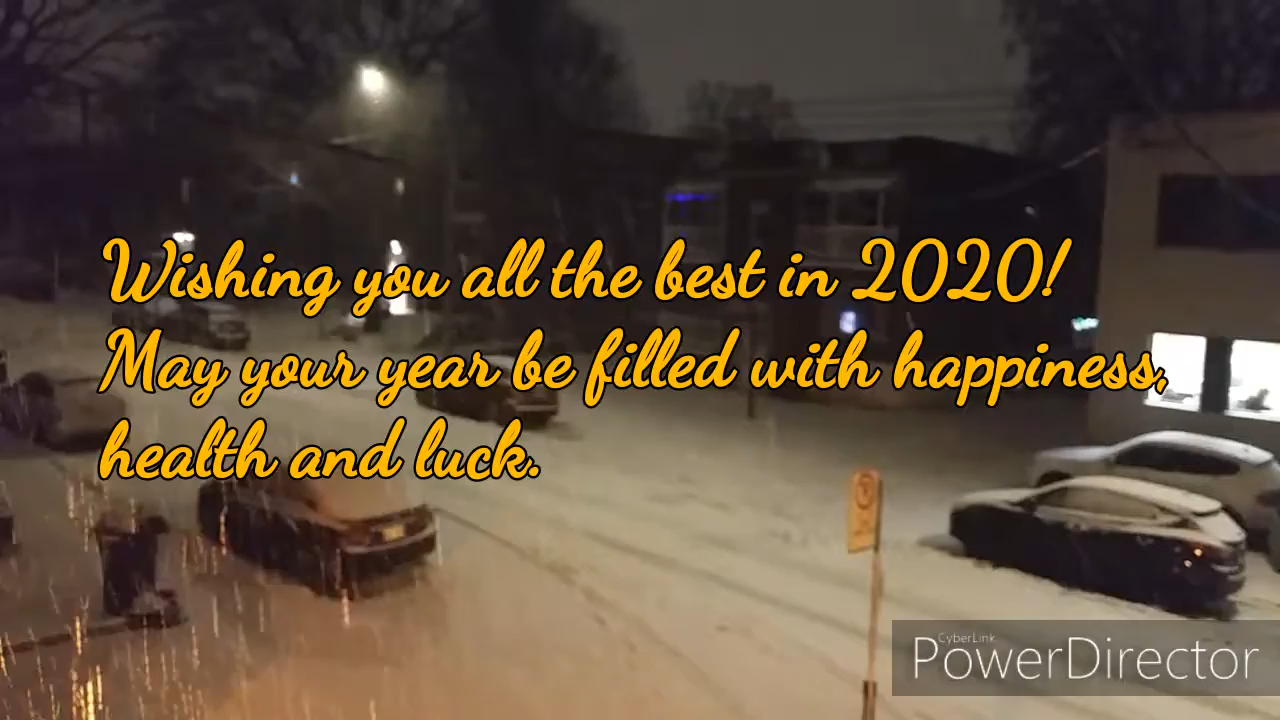 Wishing you all the best in 2020!
May your year be filled with happiness,
health and luck.
CyberLink
PowerDirector